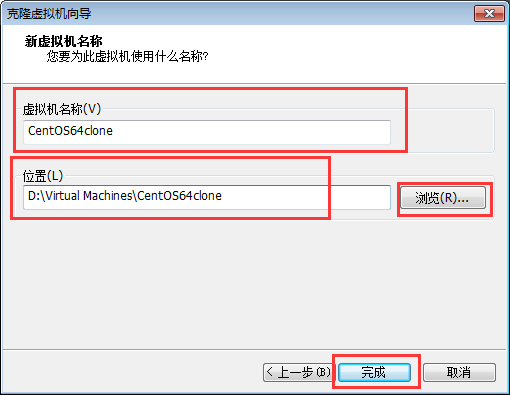 克隆虚拟机向导
新虚拟机名称
您要为此虚拟机使用什么名称?
虚拟机名称(V)
CentOS64clone
位置(L)
D:\Virtual Machines\CentOS64clone
浏览(R)...
< 上一步(B)
完成
取消